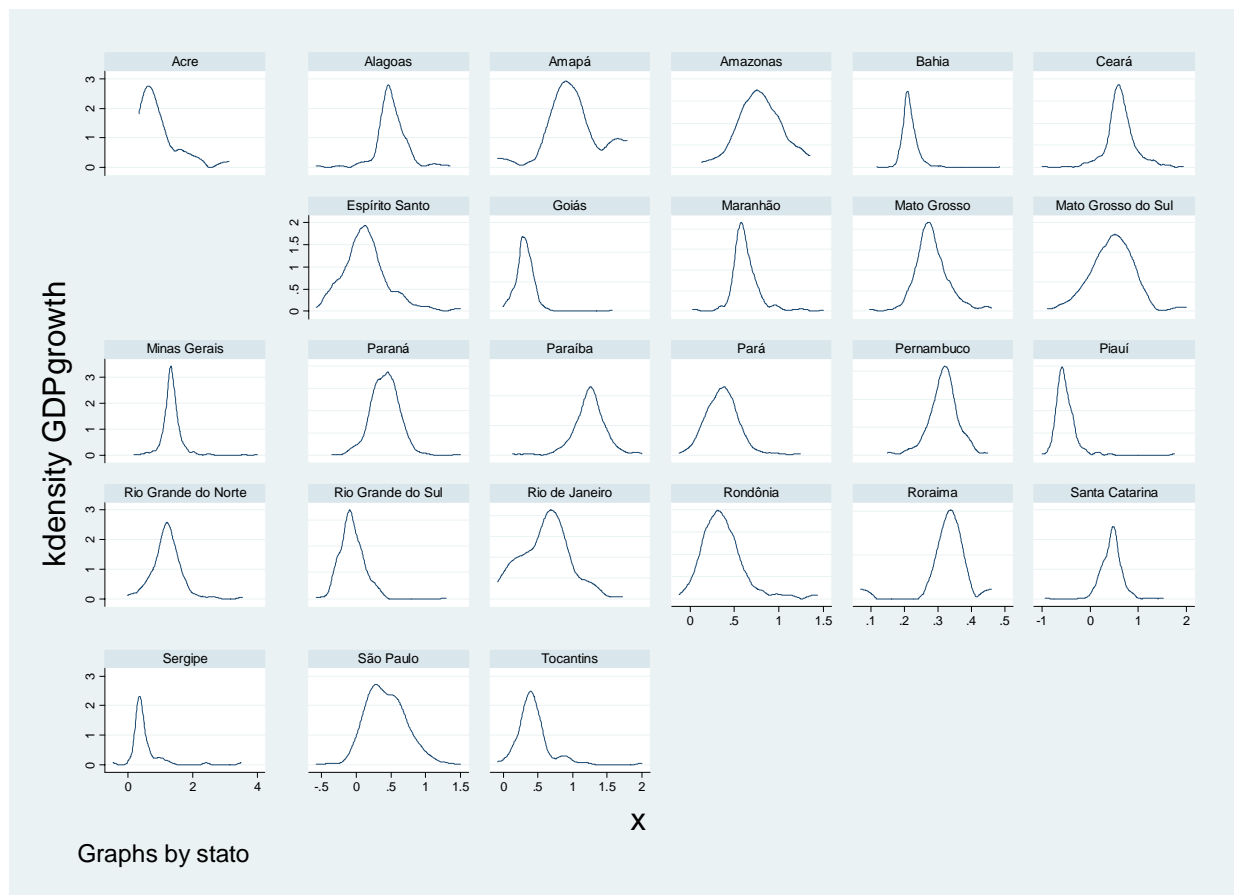 Acre Alagoas Amapá Amazonas Bahia Ceará
0 1 2 3
Espírito Santo Goiás Maranhão Mato Grosso Mato Grosso do Sul
0 .5 1 1.5 2
Minas Gerais Paraná Paraíba Pará Pernambuco Piauí
0 1 2 3
Rio Grande do Norte Rio Grande do Sul Rio de Janeiro Rondônia Roraima Santa Catarina
0 1 2 3
0 .5 1 1.5 .1 .2 .3 .4 .5 -1 0 1 2
Sergipe São Paulo Tocantins
0 1 2 3
0 2 4 -.5 0 .5 1 1.5 0 .5 1 1.5 2
kdensity GDPgrowth
x
Graphs by stato